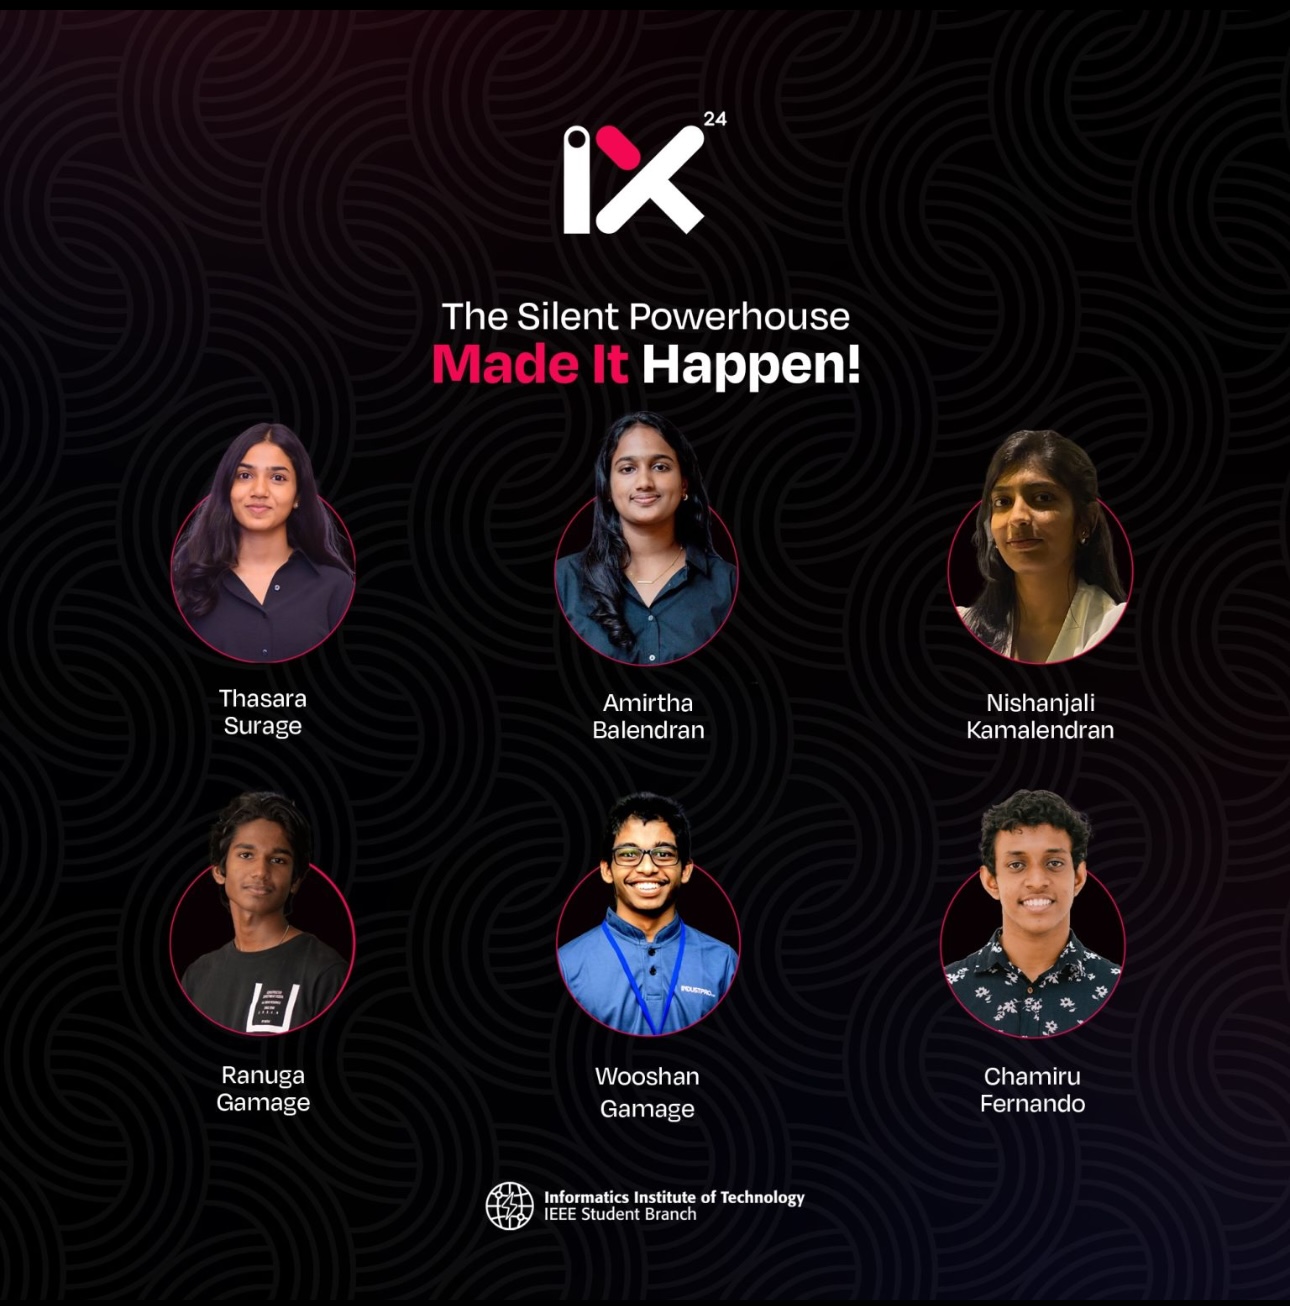 iX
24
The Silent Powerhouse
Made It Happen!
Thasara
Surage
Amirtha
Balendran
Nishanjali
Kamalendran
Ranuga
Gamage
Wooshan
Gamage
Chamiru
Fernando
Informatics Institute of Technology
IEEE Student Branch